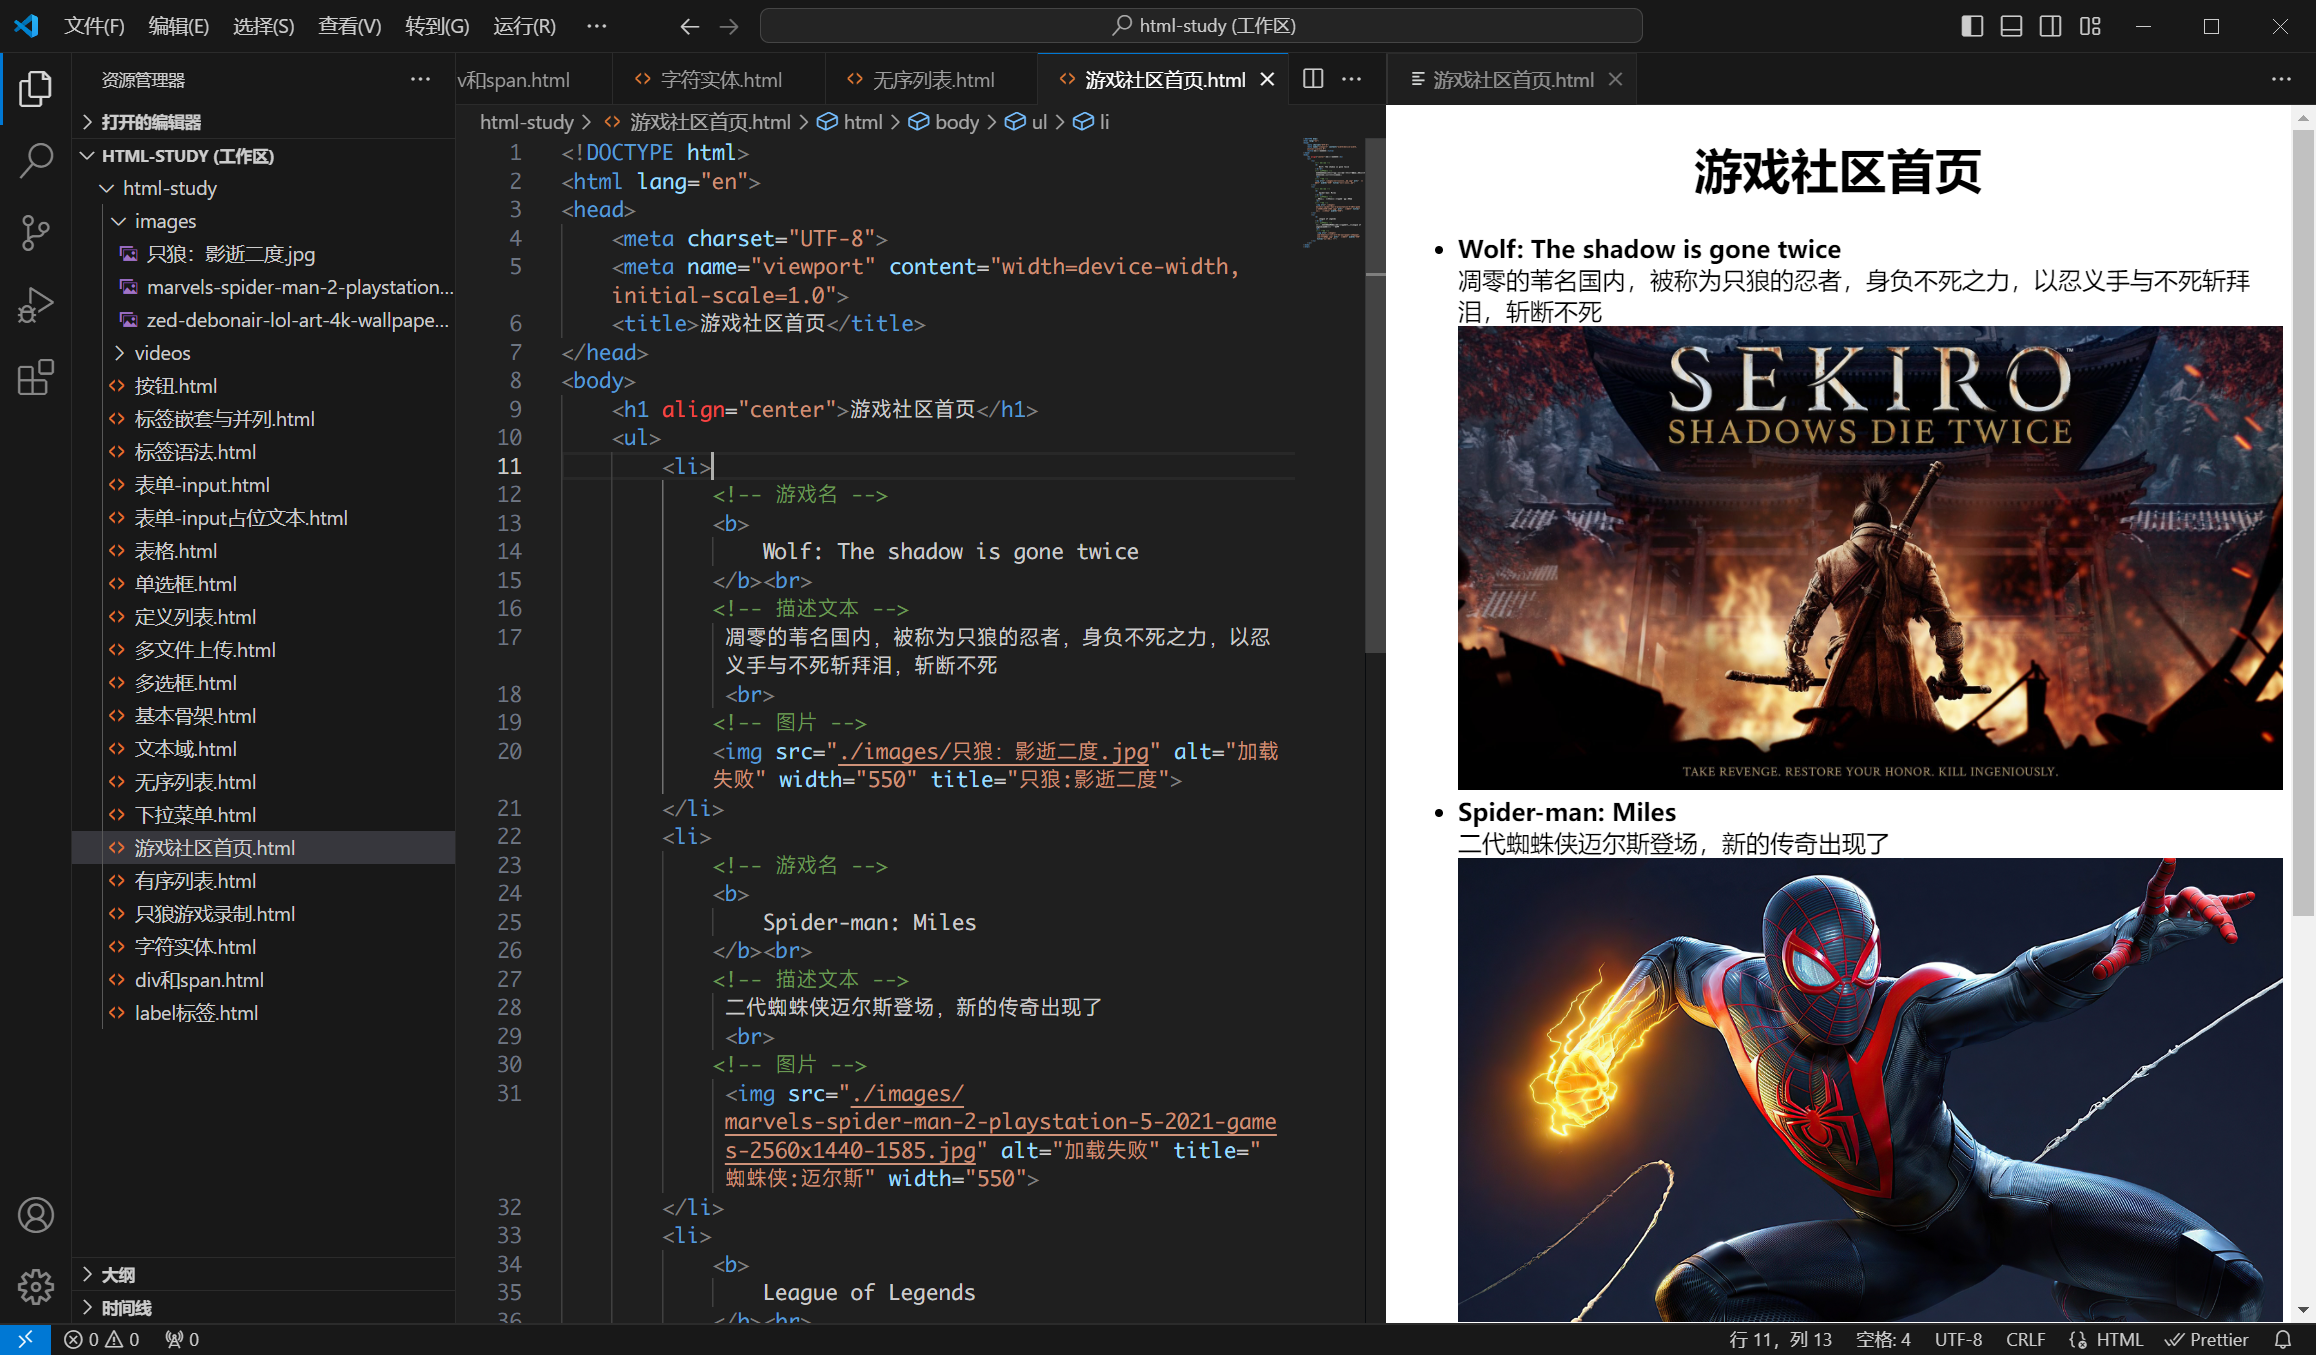 文件(F) 编辑(E) 选择(S) 查看(V) 转到(G) 运行(R) ··· html-study (工作区)
资源管理器 ···
v和span.html 字符实体.html 无序列表.html 游戏社区首页.html ··· 游戏社区首页.html ···
打开的编辑器
HTML-STUDY (工作区)
html-study
images
只狼：影逝二度.jpg
marvels-spider-man-2-playstation...
zed-debonair-lol-art-4k-wallpape...
videos
按钮.html
标签嵌套与并列.html
标签语法.html
表单-input.html
表单-input占位文本.html
表格.html
单选框.html
定义列表.html
多文件上传.html
多选框.html
基本骨架.html
文本域.html
无序列表.html
下拉菜单.html
游戏社区首页.html
有序列表.html
只狼游戏录制.html
字符实体.html
div和span.html
label标签.html
大纲
时间线
html-study > 游戏社区首页.html > html > body > ul > li
1 <!DOCTYPE html>
2 <html lang="en">
3 <head>
4 <meta charset="UTF-8">
5 <meta name="viewport" content="width=device-width,
initial-scale=1.0">
6 <title>游戏社区首页</title>
7 </head>
8 <body>
9 <h1 align="center">游戏社区首页</h1>
10 <ul>
11 <li>
12 <!-- 游戏名 -->
13 <b>
14 Wolf: The shadow is gone twice
15 </b><br>
16 <!-- 描述文本 -->
17 凋零的苇名国内，被称为只狼的忍者，身负不死之力，以忍
义手与不死斩拜泪，斩断不死
18 <br>
19 <!-- 图片 -->
20 <img src="./images/只狼：影逝二度.jpg" alt="加载
失败" width="550" title="只狼:影逝二度">
21 </li>
22 <li>
23 <!-- 游戏名 -->
24 <b>
25 Spider-man: Miles
26 </b><br>
27 <!-- 描述文本 -->
28 二代蜘蛛侠迈尔斯登场，新的传奇出现了
29 <br>
30 <!-- 图片 -->
31 <img src="./images/
marvels-spider-man-2-playstation-5-2021-game
s-2560x1440-1585.jpg" alt="加载失败" title="
蜘蛛侠:迈尔斯" width="550">
32 </li>
33 <li>
34 <b>
35 League of Legends
36 </b><br>
游戏社区首页
• Wolf: The shadow is gone twice
凋零的苇名国内，被称为只狼的忍者，身负不死之力，以忍义手与不死斩拜
泪，斩断不死
SEKIRO™
SHADOWS DIE TWICE
TAKE REVENGE. RESTORE YOUR HONOR. KILL INGENIOUSLY.
• Spider-man: Miles
二代蜘蛛侠迈尔斯登场，新的传奇出现了
0 0 0 行 11，列 13 空格: 4 UTF-8 CRLF HTML Prettier